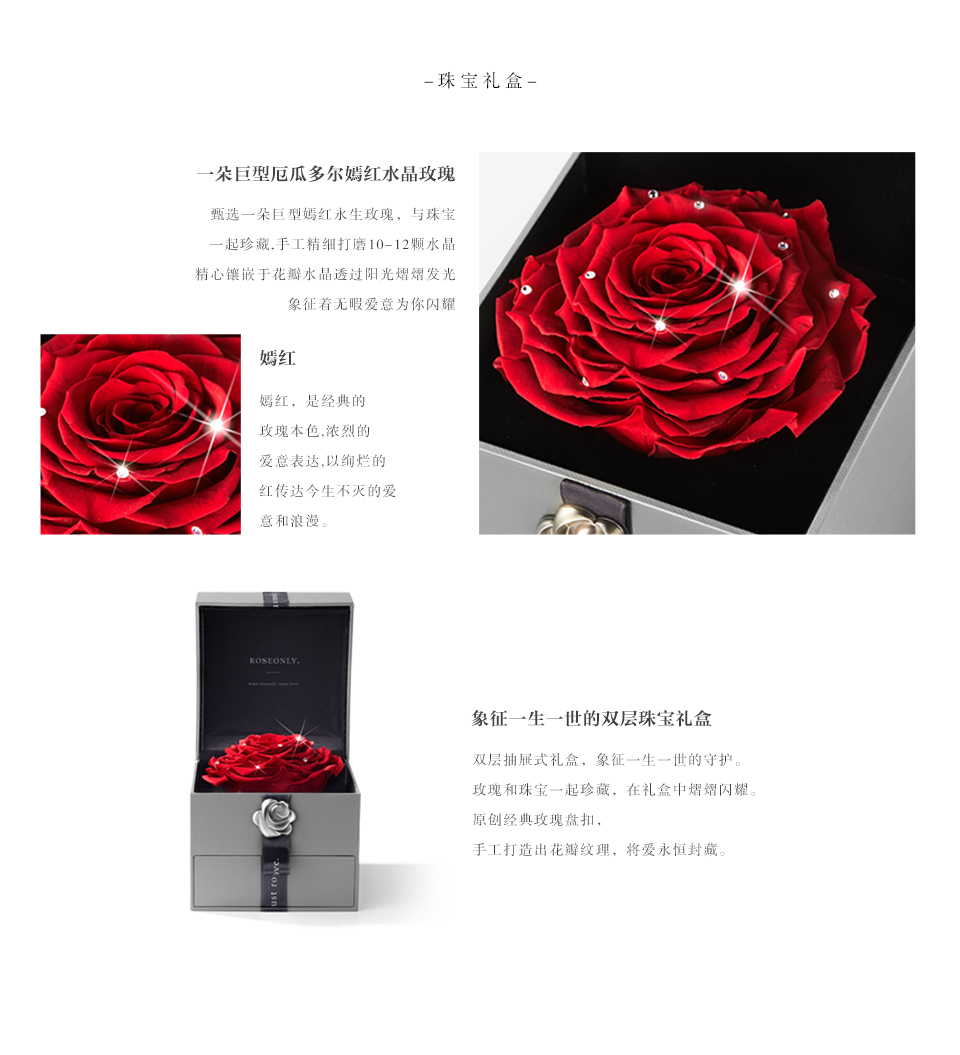 –珠宝礼盒–
一朵巨型厄瓜多尔嫣红水晶玫瑰
甄选一朵巨型嫣红永生玫瑰，与珠宝
一起珍藏,手工精细打磨10-12颗水晶
精心镶嵌于花瓣水晶透过阳光熠熠发光
象征着无暇爱意为你闪耀
嫣红
嫣红，是经典的
玫瑰本色,浓烈的
爱意表达,以绚烂的
红传达今生不灭的爱
意和浪漫。
ROSEONLY.
ust ro
ve.
象征一生一世的双层珠宝礼盒
双层抽屉式礼盒，象征一生一世的守护。
玫瑰和珠宝一起珍藏，在礼盒中熠熠闪耀。
原创经典玫瑰盘扣，
手工打造出花瓣纹理，将爱永恒封藏。